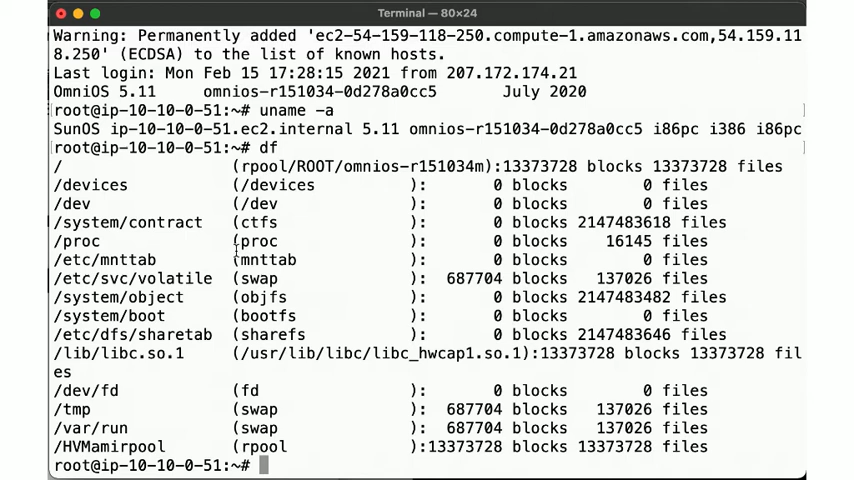 Terminal — 80×24
Warning: Permanently added 'ec2-54-159-118-250.compute-1.amazonaws.com,54.159.11
8.250' (ECDSA) to the list of known hosts.
Last login: Mon Feb 15 17:28:15 2021 from 207.172.174.21
OmniOS 5.11     omnios-r151034-0d278a0cc5       July 2020
root@ip-10-10-0-51:~# uname -a
SunOS ip-10-10-0-51.ec2.internal 5.11 omnios-r151034-0d278a0cc5 i86pc i386 i86pc
root@ip-10-10-0-51:~# df
/                  (rpool/ROOT/omnios-r151034m):13373728 blocks 13373728 files
/devices           (/devices          ):       0 blocks        0 files
/dev               (/dev              ):       0 blocks        0 files
/system/contract   (ctfs              ):       0 blocks 2147483618 files
/proc              (proc              ):       0 blocks    16145 files
/etc/mnttab        (mnttab            ):       0 blocks        0 files
/etc/svc/volatile  (swap              ):  687704 blocks   137026 files
/system/object     (objfs             ):       0 blocks 2147483482 files
/system/boot       (bootfs            ):       0 blocks        0 files
/etc/dfs/sharetab  (sharefs           ):       0 blocks 2147483646 files
/lib/libc.so.1     (/usr/lib/libc/libc_hwcap1.so.1):13373728 blocks 13373728 fil
es
/dev/fd            (fd                ):       0 blocks        0 files
/tmp               (swap              ):  687704 blocks   137026 files
/var/run           (swap              ):  687704 blocks   137026 files
/HVMamirpool       (rpool             ):13373728 blocks 13373728 files
root@ip-10-10-0-51:~#